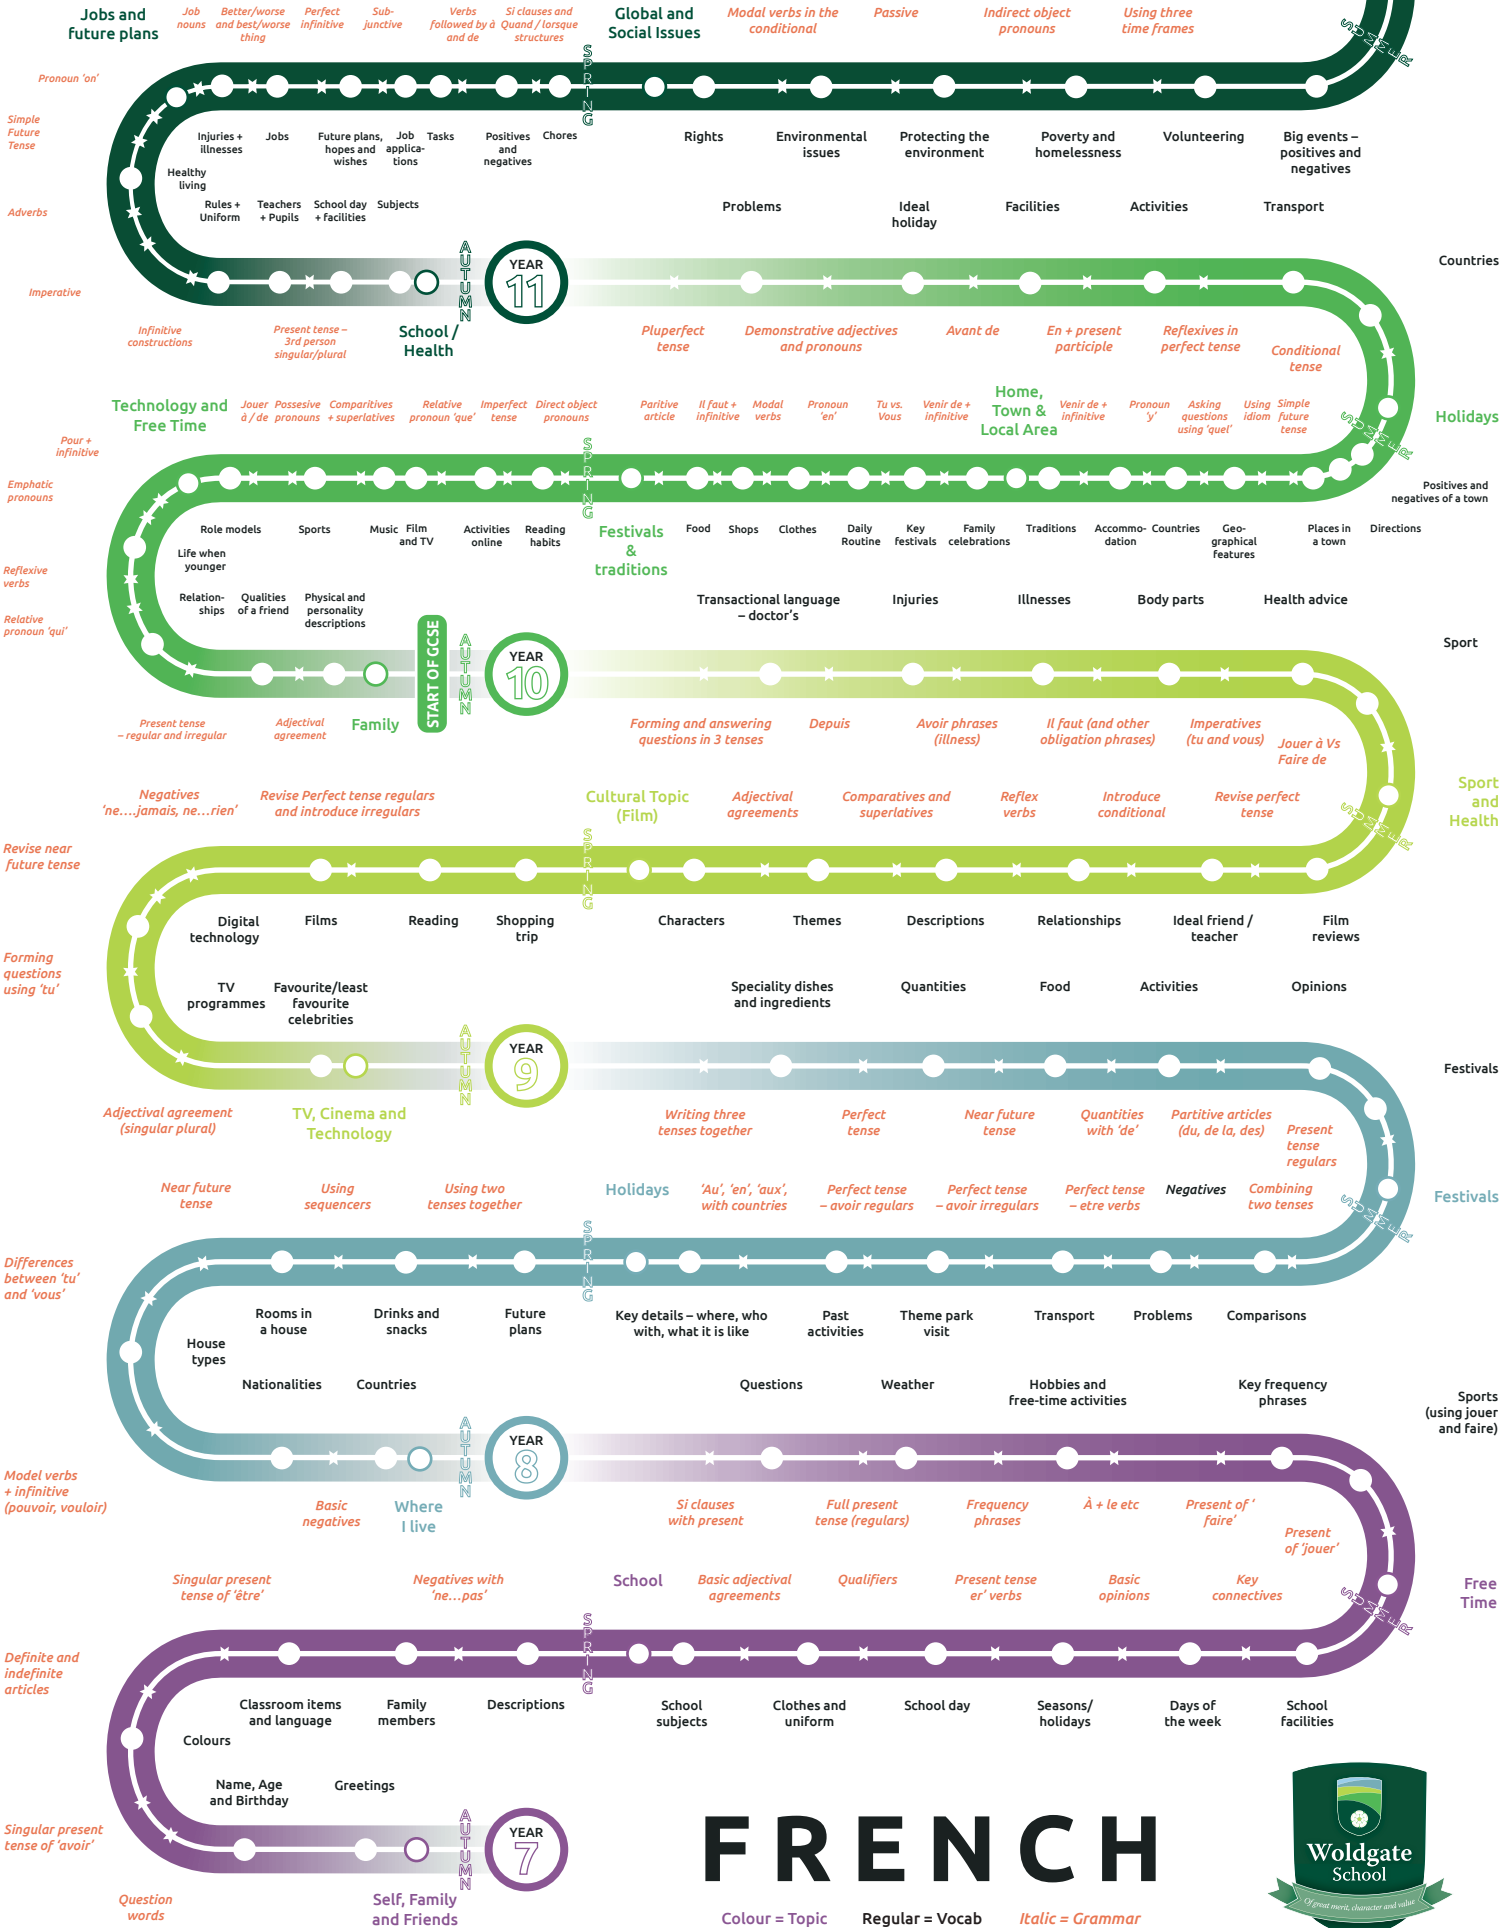 Jobs and
future plans
Job
nouns
Better/worse
and best/worse
thing
Perfect
infinitive
Sub-
junctive
Verbs
followed by à
and de
Si clauses and
Quand / lorsque
structures
Global and
Social Issues
Modal verbs in the
conditional
Passive
Indirect object
pronouns
Using three
time frames
SUMMER
SPRING
Pronoun 'on'
Simple
Future
Tense
Adverbs
Imperative
Injuries +
illnesses
Jobs
Future plans,
hopes and
wishes
Job
applica-
tions
Tasks
Positives
and
negatives
Chores
Rights
Environmental
issues
Protecting the
environment
Poverty and
homelessness
Volunteering
Big events –
positives and
negatives
Healthy
living
Rules +
Uniform
Teachers
+ Pupils
School day
+ facilities
Subjects
Problems
Ideal
holiday
Facilities
Activities
Transport
Countries
AUTUMN
YEAR
11
Infinitive
constructions
Present tense –
3rd person
singular/plural
School /
Health
Pluperfect
tense
Demonstrative adjectives
and pronouns
Avant de
En + present
participle
Reflexives in
perfect tense
Conditional
tense
Technology and
Free Time
Jouer
à / de
Possesive
pronouns
Comparitives
+ superlatives
Relative
pronoun 'que'
Imperfect
tense
Direct object
pronouns
Paritive
article
Il faut +
infinitive
Modal
verbs
Pronoun
'en'
Tu vs.
Vous
Venir de +
infinitive
Home,
Town &
Local Area
Venir de +
infinitive
Pronoun
'y'
Asking
questions
using 'quel'
Using
idiom
Simple
future
tense
SUMMER
Holidays
Pour +
infinitive
Emphatic
pronouns
Reflexive
verbs
Relative
pronoun 'qui'
SPRING
Positives and
negatives of a town
Role models
Sports
Music
Film
and TV
Activities
online
Reading
habits
Festivals
&
traditions
Food
Shops
Clothes
Daily
Routine
Key
festivals
Family
celebrations
Traditions
Accommo-
dation
Countries
Geo-
graphical
features
Places in
a town
Directions
Life when
younger
Relation-
ships
Qualities
of a friend
Physical and
personality
descriptions
Transactional language
– doctor's
Injuries
Illnesses
Body parts
Health advice
Sport
START OF GCSE
AUTUMN
YEAR
10
Present tense
– regular and irregular
Adjectival
agreement
Family
Forming and answering
questions in 3 tenses
Depuis
Avoir phrases
(illness)
Il faut (and other
obligation phrases)
Imperatives
(tu and vous)
Jouer à Vs
Faire de
Negatives
'ne....jamais, ne...rien'
Revise Perfect tense regulars
and introduce irregulars
Cultural Topic
(Film)
Adjectival
agreements
Comparatives and
superlatives
Reflex
verbs
Introduce
conditional
Revise perfect
tense
SUMMER
Sport
and
Health
Revise near
future tense
Forming
questions
using 'tu'
SPRING
Digital
technology
Films
Reading
Shopping
trip
Characters
Themes
Descriptions
Relationships
Ideal friend /
teacher
Film
reviews
TV
programmes
Favourite/least
favourite
celebrities
Speciality dishes
and ingredients
Quantities
Food
Activities
Opinions
Festivals
AUTUMN
YEAR
9
Adjectival agreement
(singular plural)
TV, Cinema and
Technology
Writing three
tenses together
Perfect
tense
Near future
tense
Quantities
with 'de'
Partitive articles
(du, de la, des)
Present
tense
regulars
Near future
tense
Using
sequencers
Using two
tenses together
Holidays
'Au', 'en', 'aux',
with countries
Perfect tense
– avoir regulars
Perfect tense
– avoir irregulars
Perfect tense
– etre verbs
Negatives
Combining
two tenses
SUMMER
Festivals
Differences
between 'tu'
and 'vous'
SPRING
Rooms in
a house
Drinks and
snacks
Future
plans
Key details – where, who
with, what it is like
Past
activities
Theme park
visit
Transport
Problems
Comparisons
House
types
Nationalities
Countries
Questions
Weather
Hobbies and
free-time activities
Key frequency
phrases
Sports
(using jouer
and faire)
AUTUMN
YEAR
8
Model verbs
+ infinitive
(pouvoir, vouloir)
Basic
negatives
Where
I live
Si clauses
with present
Full present
tense (regulars)
Frequency
phrases
À + le etc
Present of '
faire'
Present
of 'jouer'
Singular present
tense of 'être'
Negatives with
'ne...pas'
School
Basic adjectival
agreements
Qualifiers
Present tense
er' verbs
Basic
opinions
Key
connectives
SUMMER
Free
Time
Definite and
indefinite
articles
SPRING
Classroom items
and language
Family
members
Descriptions
School
subjects
Clothes and
uniform
School day
Seasons/
holidays
Days of
the week
School
facilities
Colours
Name, Age
and Birthday
Greetings
AUTUMN
YEAR
7
Singular present
tense of 'avoir'
Question
words
Self, Family
and Friends
FRENCH
Colour = Topic
Regular = Vocab
Italic = Grammar
Woldgate
School
Of great merit, character and value